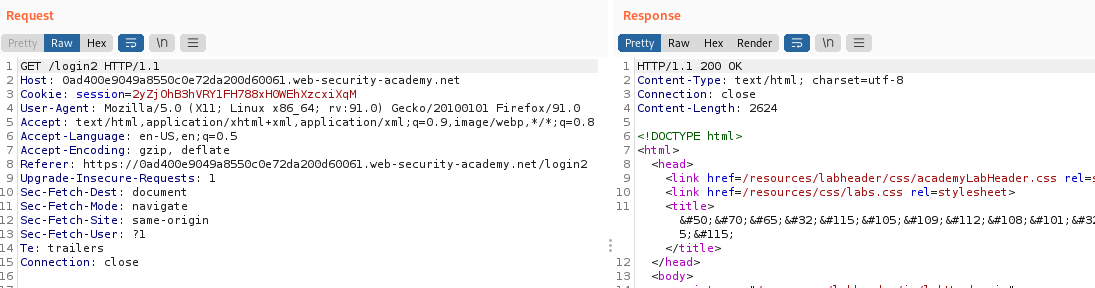 Request
Response
Pretty Raw Hex \n
Pretty Raw Hex Render \n
1 GET /login2 HTTP/1.1
2 Host: 0ad400e9049a8550c0e72da200d60061.web-security-academy.net
3 Cookie: session=2yZjOhB3hVRY1FH788xH0WEhXzcxiXqM
4 User-Agent: Mozilla/5.0 (X11; Linux x86_64; rv:91.0) Gecko/20100101 Firefox/91.0
5 Accept: text/html,application/xhtml+xml,application/xml;q=0.9,image/webp,*/*;q=0.8
6 Accept-Language: en-US,en;q=0.5
7 Accept-Encoding: gzip, deflate
8 Referer: https://0ad400e9049a8550c0e72da200d60061.web-security-academy.net/login2
9 Upgrade-Insecure-Requests: 1
10 Sec-Fetch-Dest: document
11 Sec-Fetch-Mode: navigate
12 Sec-Fetch-Site: same-origin
13 Sec-Fetch-User: ?1
14 Te: trailers
15 Connection: close
16
1 HTTP/1.1 200 OK
2 Content-Type: text/html; charset=utf-8
3 Connection: close
4 Content-Length: 2624
5
6 <!DOCTYPE html>
7 <html>
8 <head>
9 <link href=/resources/labheader/css/academyLabHeader.css rel=s
10 <link href=/resources/css/labs.css rel=stylesheet>
11 <title>
&#50;&#70;&#65;&#32;&#115;&#105;&#109;&#112;&#108;&#101;&#32
5;&#115;
</title>
12 </head>
13 <body>